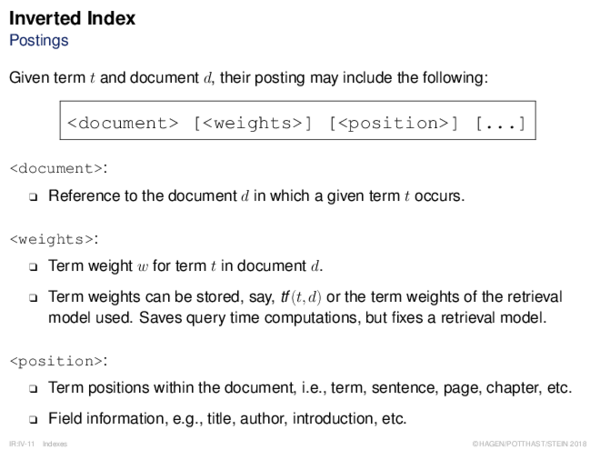 Inverted Index
Postings
Given term t and document d, their posting may include the following:
<document> [<weights>] [<position>] [...]
<document>:
❑ Reference to the document d in which a given term t occurs.
<weights>:
❑ Term weight w for term t in document d.
❑ Term weights can be stored, say, tf(t, d) or the term weights of the retrieval
model used. Saves query time computations, but fixes a retrieval model.
<position>:
❑ Term positions within the document, i.e., term, sentence, page, chapter, etc.
❑ Field information, e.g., title, author, introduction, etc.
IR:IV-11 Indexes ©HAGEN/POTTHAST/STEIN 2018